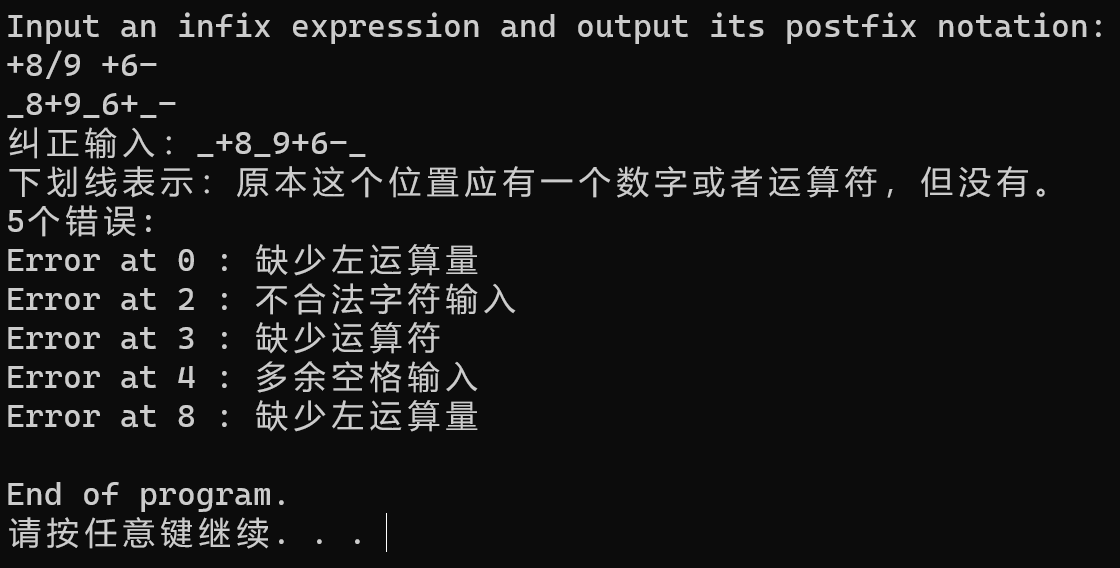 Input an infix expression and output its postfix notation:
+8/9 +6-
_8+9_6+_-
纠正输入: _+8_9+6-_
下划线表示: 原本这个位置应有一个数字或者运算符，但没有。
5个错误:
Error at 0 : 缺少左运算量
Error at 2 : 不合法字符输入
Error at 3 : 缺少运算符
Error at 4 : 多余空格输入
Error at 8 : 缺少左运算量
End of program.
请按任意键继续. . .